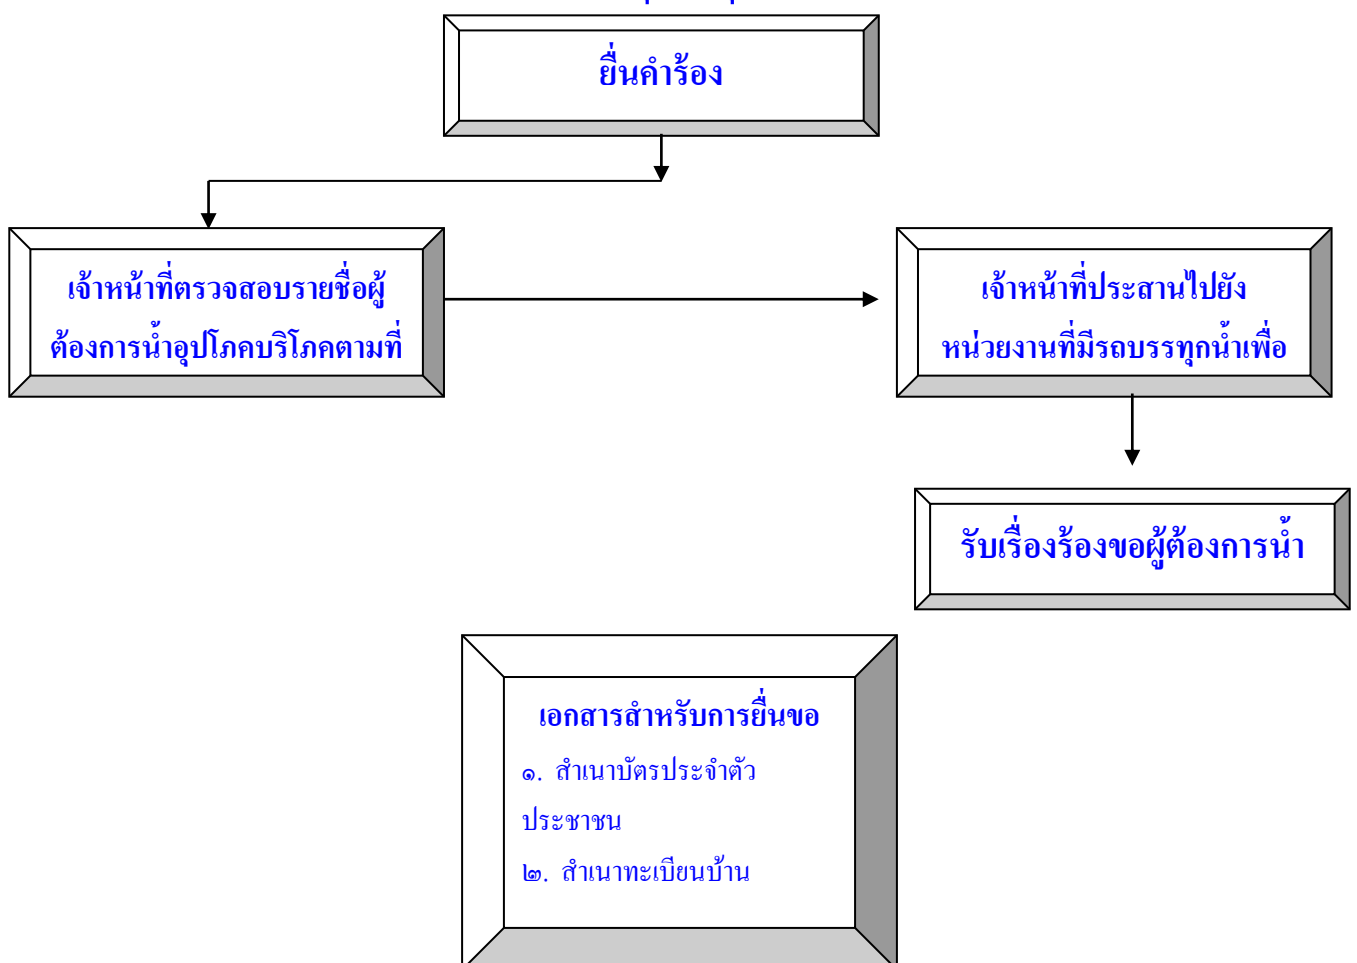 ยื่นคำร้อง
เจ้าหน้าที่ตรวจสอบรายชื่อผู้
ต้องการน้ำอุปโภคบริโภคตามที่
เจ้าหน้าที่ประสานไปยัง
หน่วยงานที่มีรถบรรทุกน้ำเพื่อ
รับเรื่องร้องขอผู้ต้องการน้ำ
เอกสารสำหรับการยื่นขอ
๑. สำเนาบัตรประจำตัว
ประชาชน
๒. สำเนาทะเบียนบ้าน